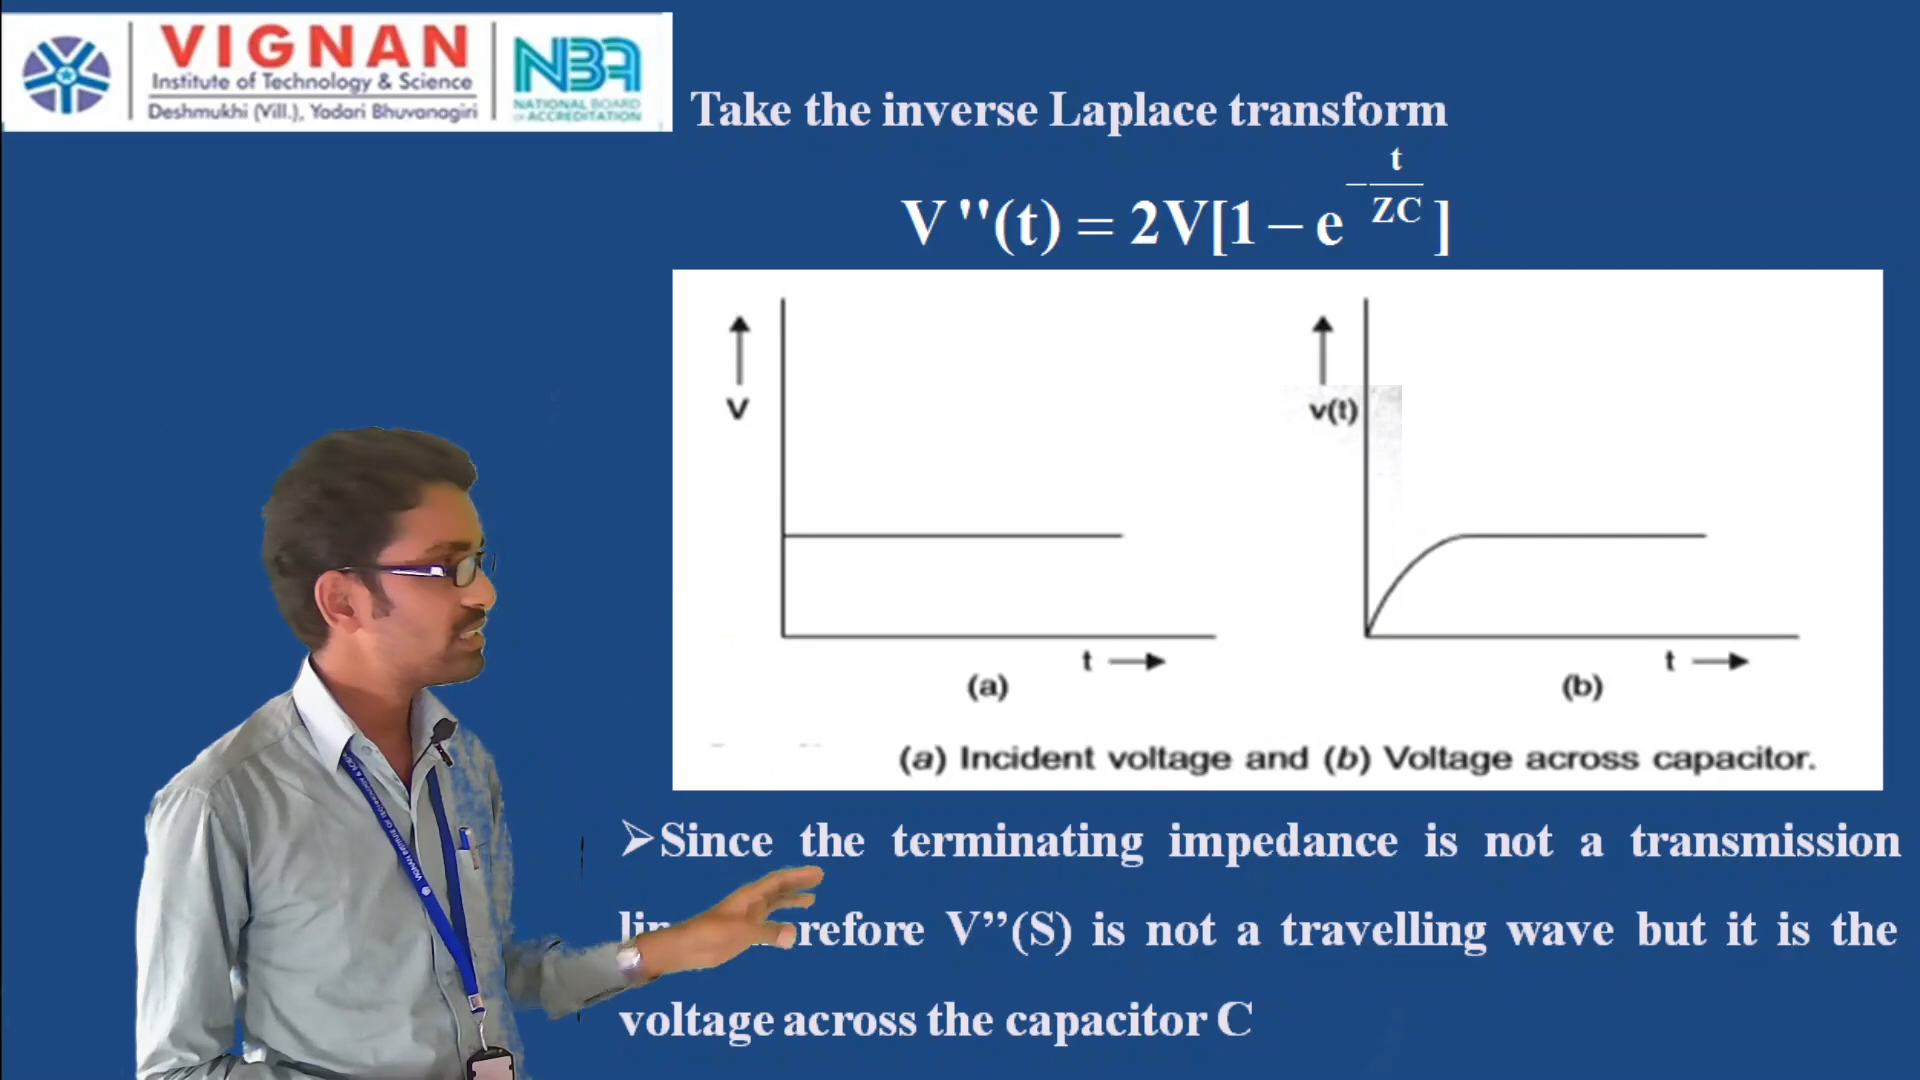 VIGNAN
Institute of Technology & Science
Deshmukhi (Vill.), Yadari Bhuvanagiri
NBA
NATIONAL BOARD
OF ACCREDITATION
Take the inverse Laplace transform
V''(t) = 2V[1 – e^(-t/ZC)]
V
t
(a)
v(t)
t
(b)
(a) Incident voltage and (b) Voltage across capacitor.
➢Since the terminating impedance is not a transmission
V”(S) is not a travelling wave but it is the
voltage across the capacitor C